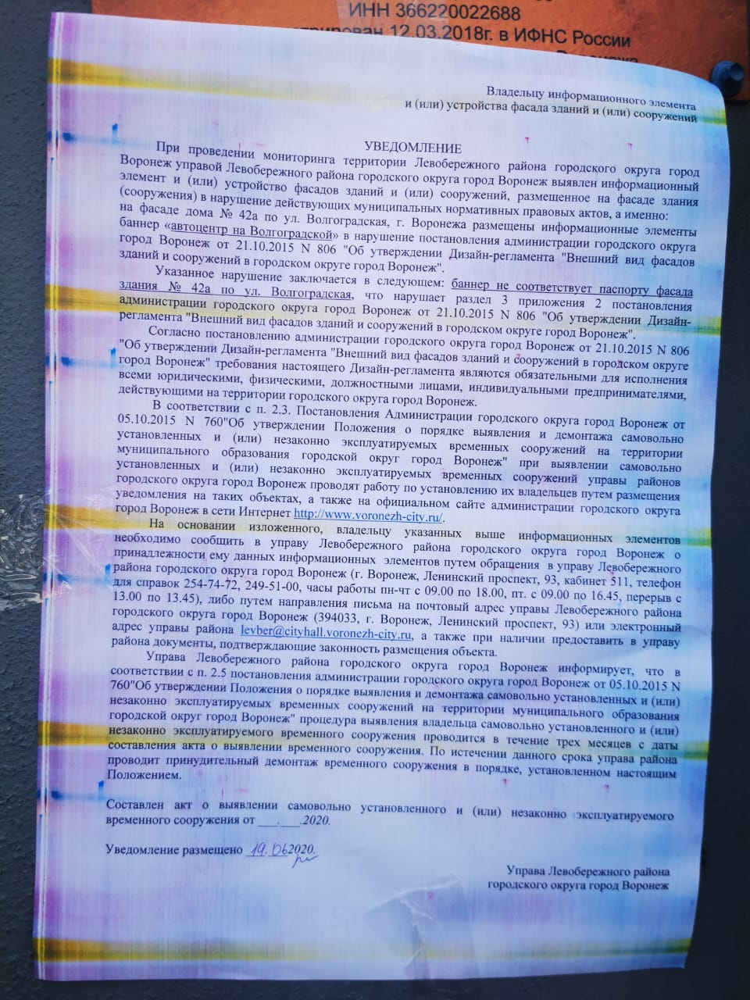 ИНН 366220022688
12.03.2018г. в ИФНС России
Владельцу информационного элемента
и (или) устройства фасада зданий и (или) сооружений
УВЕДОМЛЕНИЕ
При проведении мониторинга территории Левобережного района городского округа город
Воронеж управой Левобережного района городского округа город Воронеж выявлен информационный
элемент и (или) устройство фасадов зданий и (или) сооружений, размещенное на фасаде здания
(сооружения) в нарушение действующих муниципальных нормативных правовых актов, а именно:
на фасаде дома № 42а по ул. Волгоградская, г. Воронежа размещены информационные элементы
баннер «автоцентр на Волгоградской» в нарушение постановления администрации городского округа
город Воронеж от 21.10.2015 N 806 "Об утверждении Дизайн-регламента "Внешний вид фасадов
зданий и сооружений в городском округе город Воронеж".
Указанное нарушение заключается в следующем: баннер не соответствует паспорту фасада
здания № 42а по ул. Волгоградская, что нарушает раздел 3 приложения 2 постановления
администрации городского округа город Воронеж от 21.10.2015 N 806 "Об утверждении Дизайн-
регламента "Внешний вид фасадов зданий и сооружений в городском округе город Воронеж".
Согласно постановлению администрации городского округа город Воронеж от 21.10.2015 N 806
"Об утверждении Дизайн-регламента "Внешний вид фасадов зданий и сооружений в городском округе
город Воронеж" требования настоящего Дизайн-регламента являются обязательными для исполнения
всеми юридическими, физическими, должностными лицами, индивидуальными предпринимателями,
действующими на территории городского округа город Воронеж.
В соответствии с п. 2.3. Постановления Администрации городского округа город Воронеж от
05.10.2015 N 760"Об утверждении Положения о порядке выявления и демонтажа самовольно
установленных и (или) незаконно эксплуатируемых временных сооружений на территории
муниципального образования городской округ город Воронеж" при выявлении самовольно
установленных и (или) незаконно эксплуатируемых временных сооружений управы районов
городского округа город Воронеж проводят работу по установлению их владельцев путем размещения
уведомления на таких объектах, а также на официальном сайте администрации городского округа
город Воронеж в сети Интернет http://www.voronezh-city.ru/.
На основании изложенного, владельцу указанных выше информационных элементов
необходимо сообщить в управу Левобережного района городского округа город Воронеж о
принадлежности ему данных информационных элементов путем обращения в управу Левобережного
района городского округа город Воронеж (г. Воронеж, Ленинский проспект, 93, кабинет 511, телефон
для справок 254-74-72, 249-51-00, часы работы пн-чт с 09.00 по 18.00, пт. с 09.00 по 16.45, перерыв с
13.00 по 13.45), либо путем направления письма на почтовый адрес управы Левобережного района
городского округа город Воронеж (394033, г. Воронеж, Ленинский проспект, 93) или электронный
адрес управы района levber@cityhall.voronezh-city.ru, а также при наличии предоставить в управу
района документы, подтверждающие законность размещения объекта.
Управа Левобережного района городского округа город Воронеж информирует, что в
соответствии с п. 2.5 постановления администрации городского округа город Воронеж от 05.10.2015 N
760"Об утверждении Положения о порядке выявления и демонтажа самовольно установленных и (или)
незаконно эксплуатируемых временных сооружений на территории муниципального образования
городской округ город Воронеж" процедура выявления владельца самовольно установленного и (или)
незаконно эксплуатируемого временного сооружения проводится в течение трех месяцев с даты
составления акта о выявлении временного сооружения. По истечении данного срока управа района
проводит принудительный демонтаж временного сооружения в порядке, установленном настоящим
Положением.
Составлен акт о выявлении самовольно установленного и (или) незаконно эксплуатируемого
временного сооружения от ___.___.2020.
Уведомление размещено 19.06 2020.
Управа Левобережного района
городского округа город Воронеж